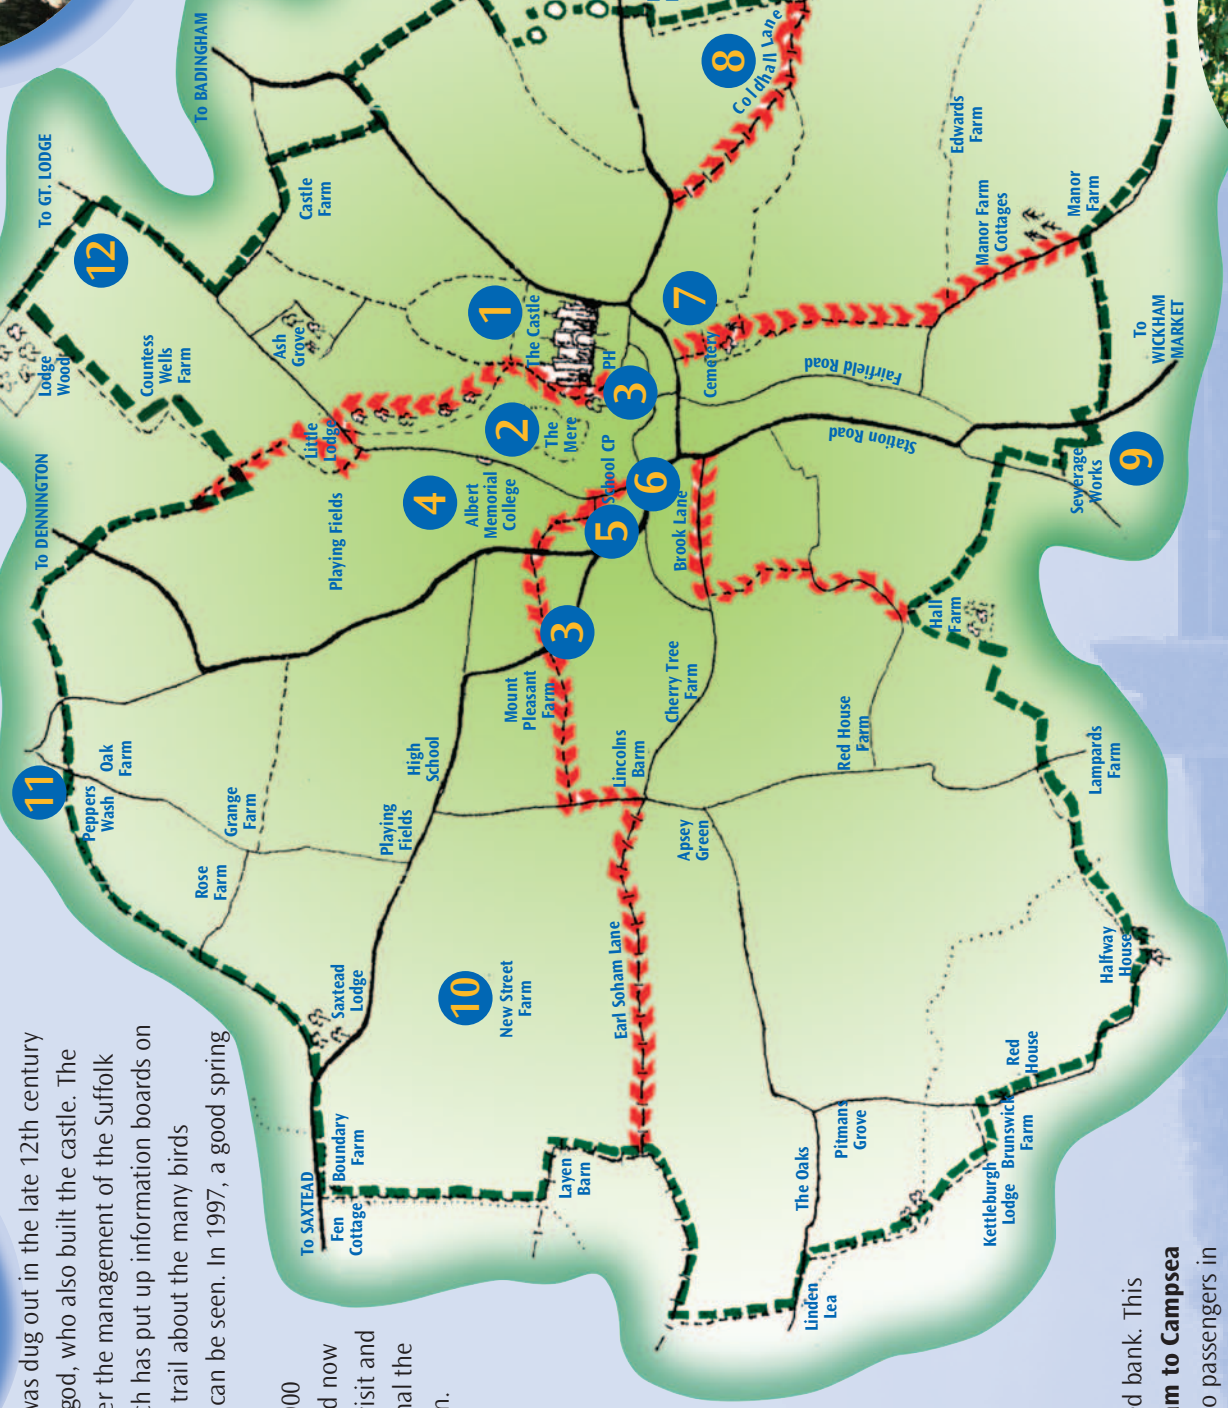 was dug out in the late 12th century
god, who also built the castle. The
er the management of the Suffolk
ch has put up information boards on
trail about the many birds
can be seen. In 1997, a good spring
000
d now
isit and
nal the
n.
d bank. This
m to Campsea
o passengers in
To SAXTEAD
Fen
Cottage
Boundary
Farm
Saxtead
Lodge
Rose
Farm
Grange
Farm
Peppers
Wash
Oak
Farm
11
To DENNINGTON
Lodge
Wood
Countess
Wells
Farm
12
To GT. LODGE
To BADINGHAM
Castle
Farm
Ash
Grove
Little
Lodge
Playing Fields
4
Albert
Memorial
College
2
The
Mere
1
The Castle
PH
3
School CP
6
5
3
Mount
Pleasant
Farm
High
School
Playing
Fields
10
New Street
Farm
Layen
Barn
Earl Soham Lane
Lincolns
Barm
Cherry Tree
Farm
Brook Lane
Apsey
Green
Red House
Farm
7
Cemetery
Fairfield Road
Station Road
8
Coldhall Lane
Edwards
Farm
Manor Farm
Cottages
Manor
Farm
To
WICKHAM
MARKET
9
Sewerage
Works
Hall
Farm
Lampards
Farm
Halfway
House
Red
House
Brunswick
Farm
Kettleburgh
Lodge
Pitmans
Grove
The Oaks
Linden
Lea